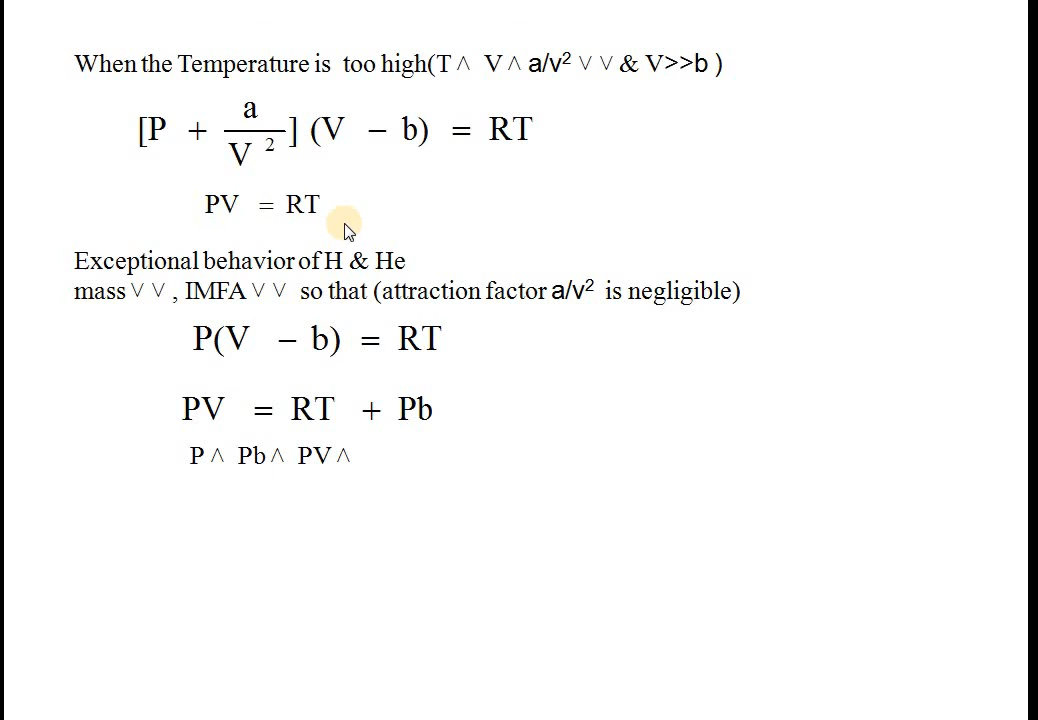 When the Temperature is too high(T ˄ V ˄ a/v² ˅ ˅ & V>>b )
[P + a/V²] (V − b) = RT
PV = RT
Exceptional behavior of H & He
mass ˅ ˅ , IMFA ˅ ˅ so that (attraction factor a/v² is negligible)
P(V − b) = RT
PV = RT + Pb
P ˄ Pb ˄ PV ˄